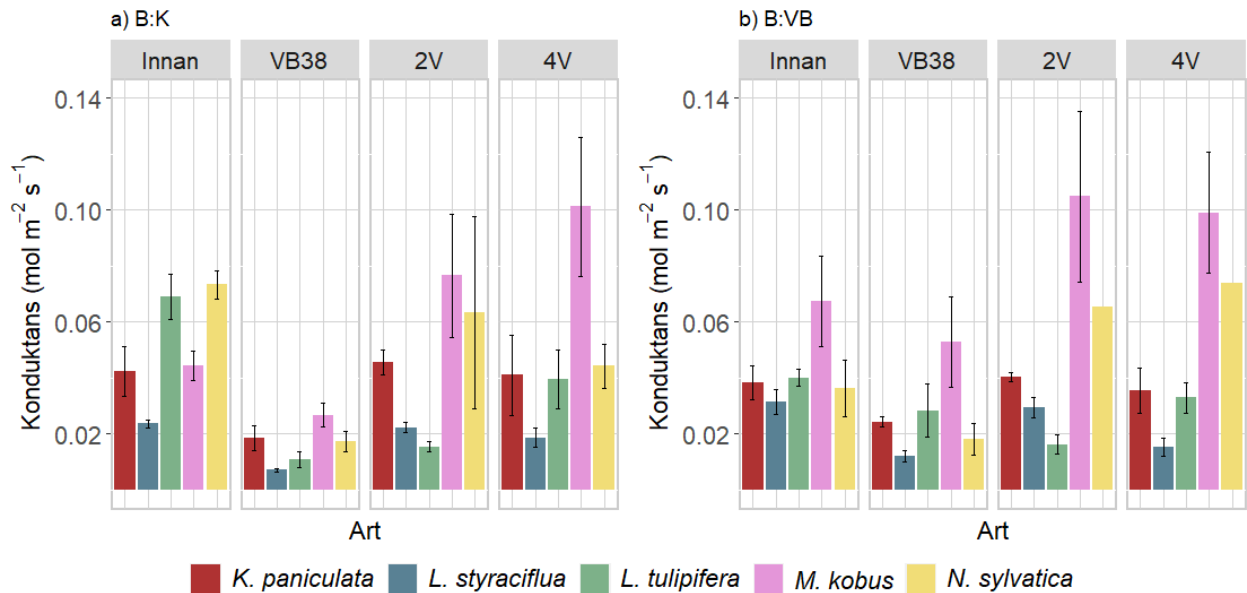 a) B:K
b) B:VB
Innan VB38 2V 4V
Innan VB38 2V 4V
0.14
0.10
0.06
0.02
Konduktans (mol m⁻² s⁻¹)
0.14
0.10
0.06
0.02
Konduktans (mol m⁻² s⁻¹)
Art
Art
K. paniculata L. styraciflua L. tulipifera M. kobus N. sylvatica